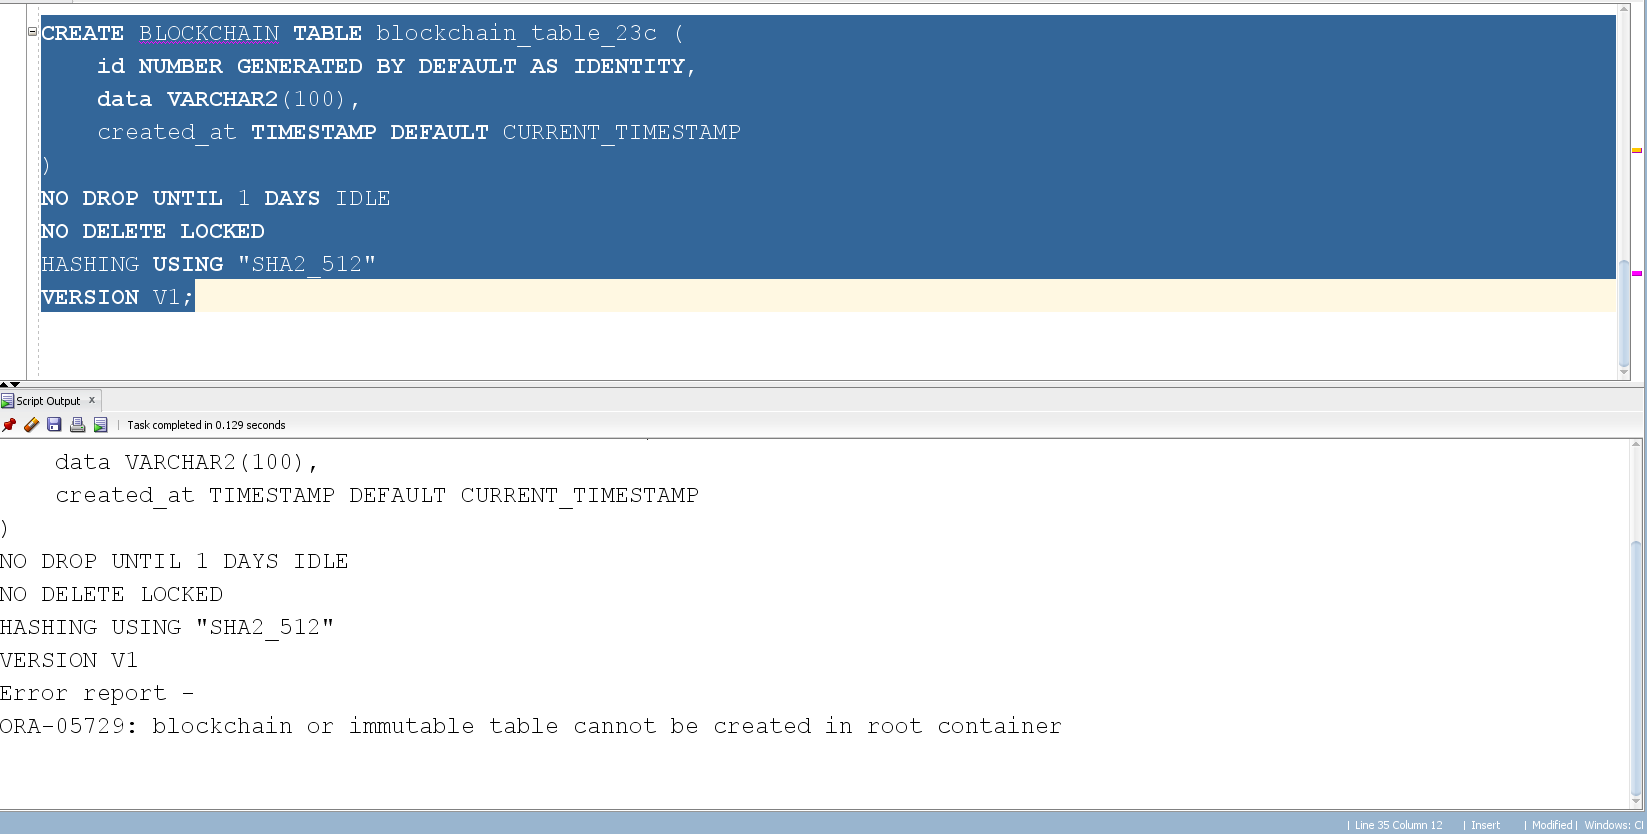 CREATE BLOCKCHAIN TABLE blockchain_table_23c (
    id NUMBER GENERATED BY DEFAULT AS IDENTITY,
    data VARCHAR2(100),
    created_at TIMESTAMP DEFAULT CURRENT_TIMESTAMP
)
NO DROP UNTIL 1 DAYS IDLE
NO DELETE LOCKED
HASHING USING "SHA2_512"
VERSION V1;
Script Output x
Task completed in 0.129 seconds
    data VARCHAR2(100),
    created_at TIMESTAMP DEFAULT CURRENT_TIMESTAMP
)
NO DROP UNTIL 1 DAYS IDLE
NO DELETE LOCKED
HASHING USING "SHA2_512"
VERSION V1
Error report -
ORA-05729: blockchain or immutable table cannot be created in root container
| Line 35 Column 12 | Insert | Modified | Windows: Cl